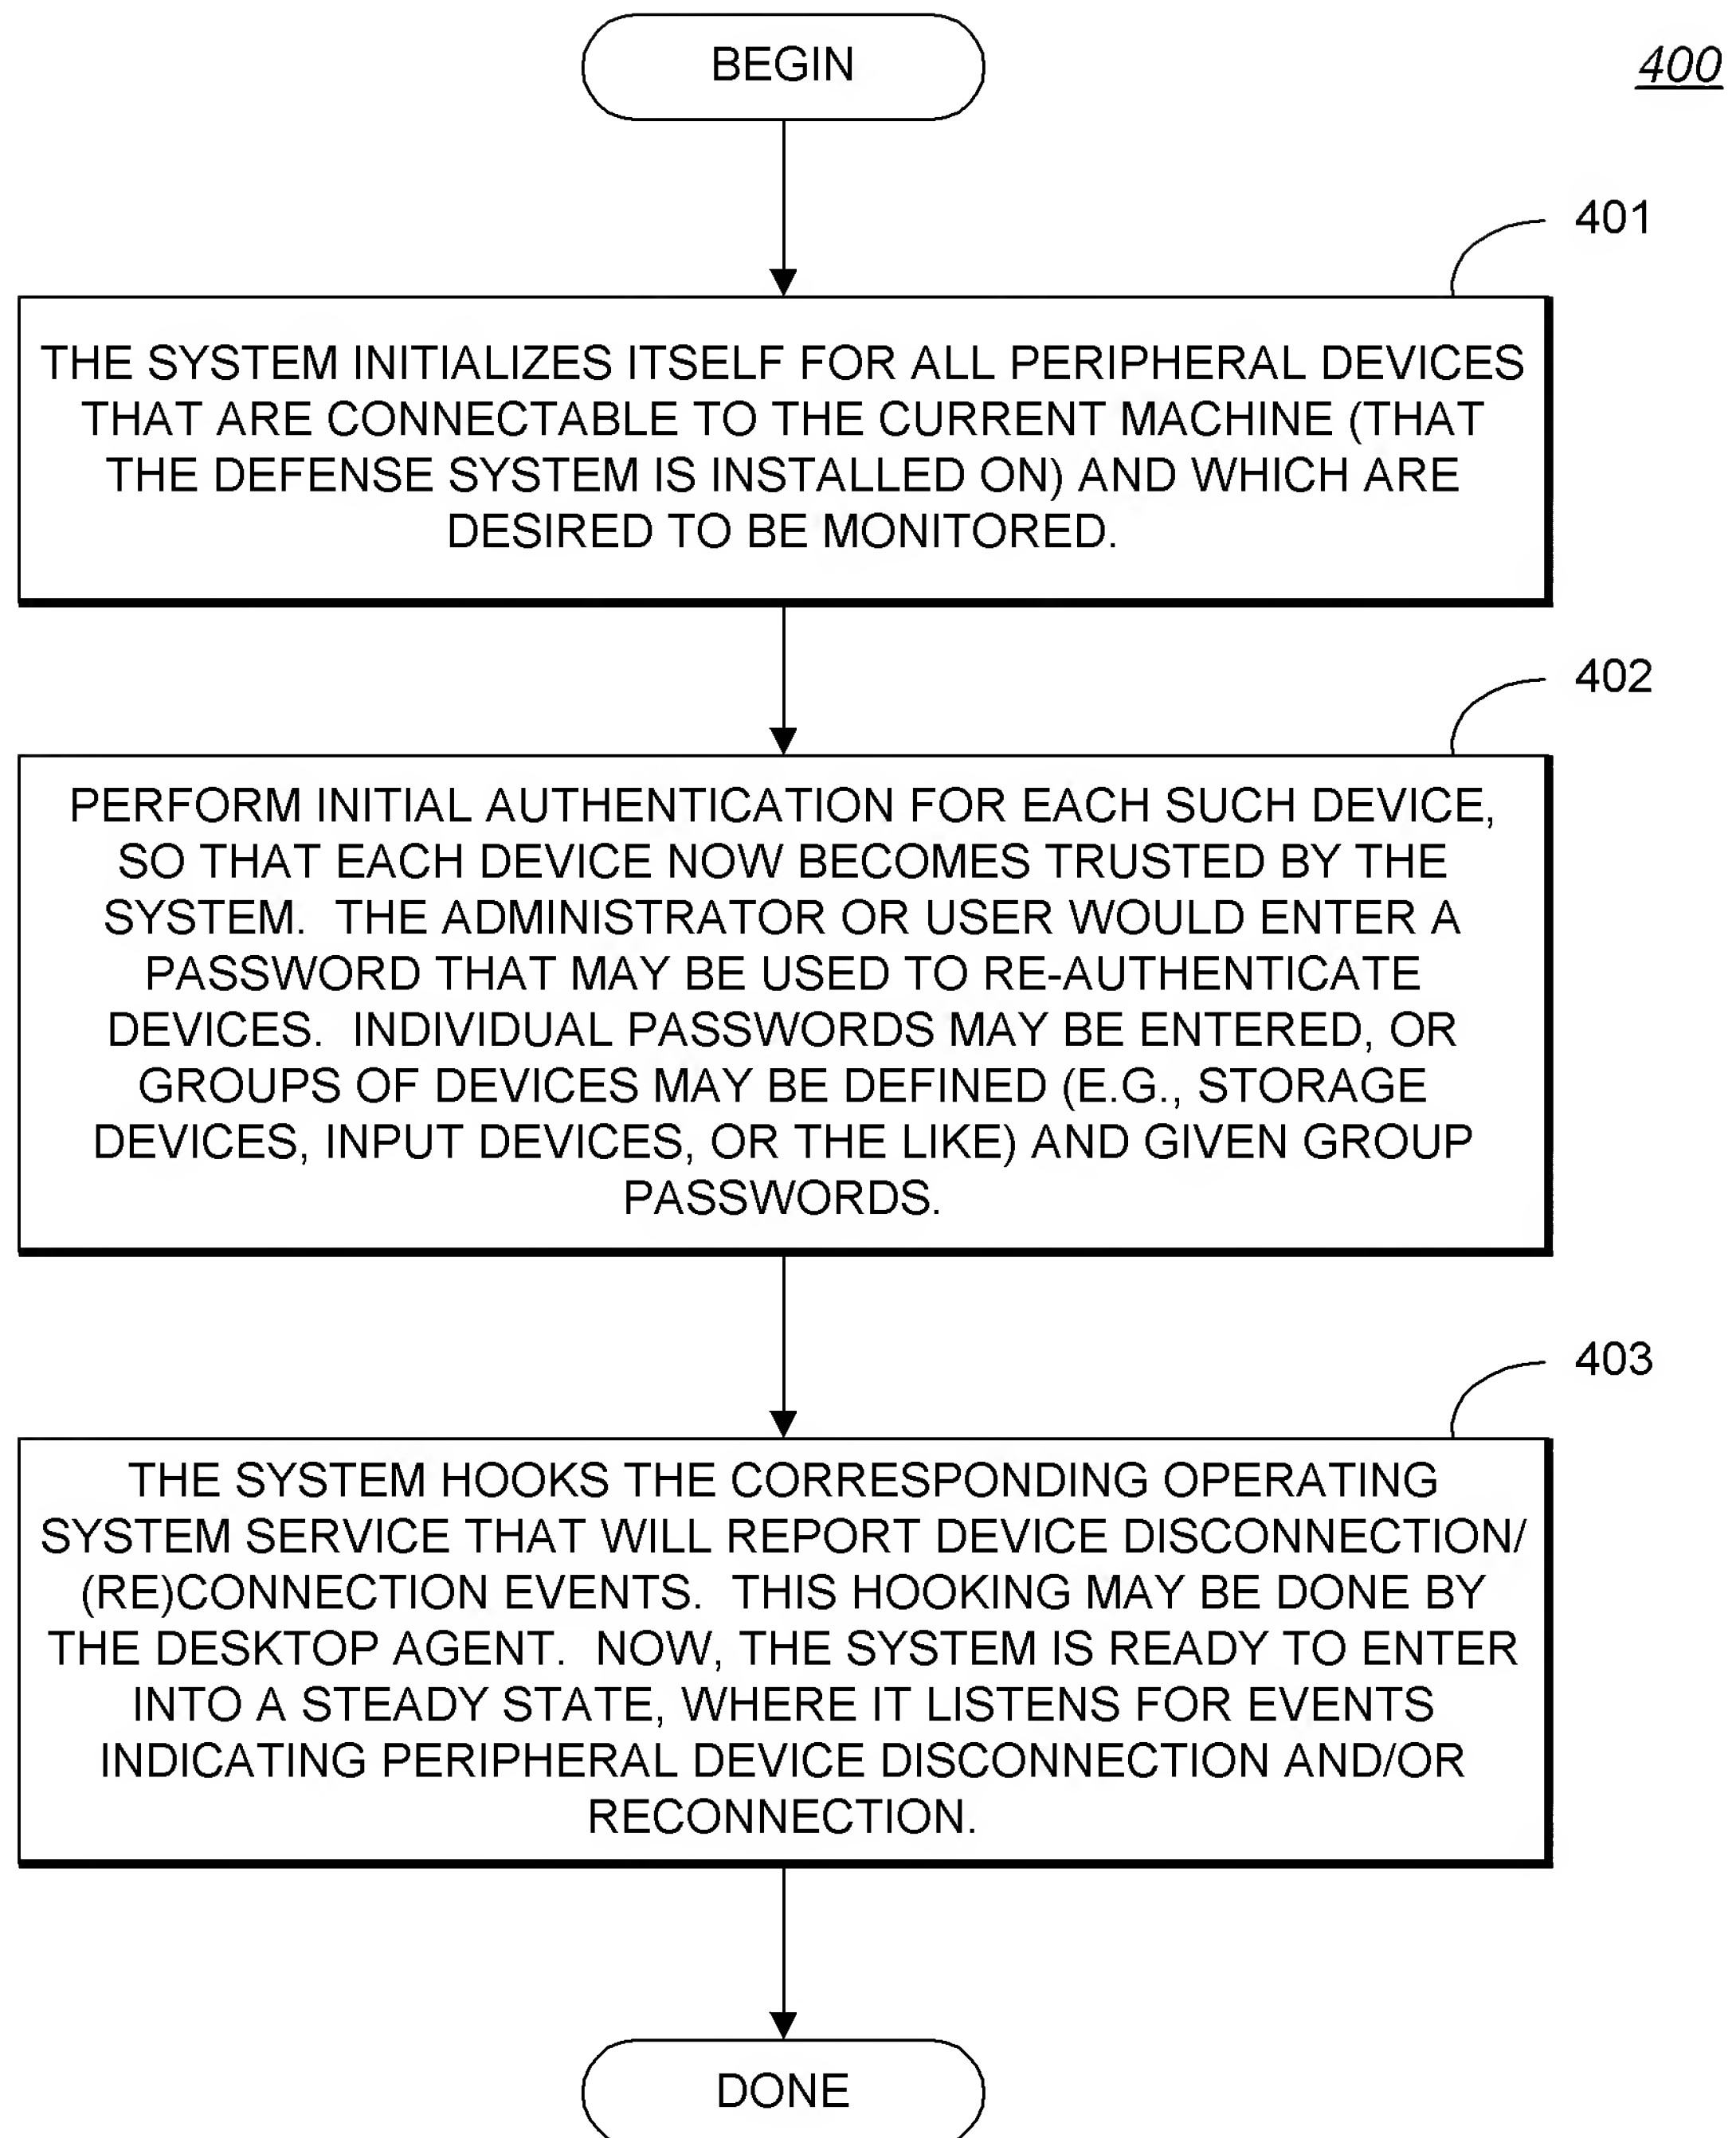 BEGIN
400
401
THE SYSTEM INITIALIZES ITSELF FOR ALL PERIPHERAL DEVICES
THAT ARE CONNECTABLE TO THE CURRENT MACHINE (THAT
THE DEFENSE SYSTEM IS INSTALLED ON) AND WHICH ARE
DESIRED TO BE MONITORED.
402
PERFORM INITIAL AUTHENTICATION FOR EACH SUCH DEVICE,
SO THAT EACH DEVICE NOW BECOMES TRUSTED BY THE
SYSTEM.  THE ADMINISTRATOR OR USER WOULD ENTER A
PASSWORD THAT MAY BE USED TO RE-AUTHENTICATE
DEVICES.  INDIVIDUAL PASSWORDS MAY BE ENTERED, OR
GROUPS OF DEVICES MAY BE DEFINED (E.G., STORAGE
DEVICES, INPUT DEVICES, OR THE LIKE) AND GIVEN GROUP
PASSWORDS.
403
THE SYSTEM HOOKS THE CORRESPONDING OPERATING
SYSTEM SERVICE THAT WILL REPORT DEVICE DISCONNECTION/
(RE)CONNECTION EVENTS.  THIS HOOKING MAY BE DONE BY
THE DESKTOP AGENT.  NOW, THE SYSTEM IS READY TO ENTER
INTO A STEADY STATE, WHERE IT LISTENS FOR EVENTS
INDICATING PERIPHERAL DEVICE DISCONNECTION AND/OR
RECONNECTION.
DONE